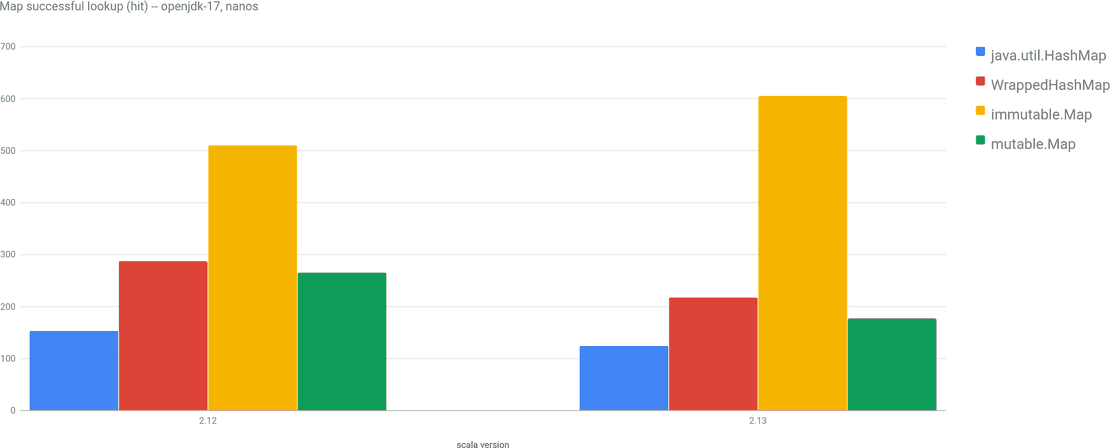 Map successful lookup (hit) -- openjdk-17, nanos
700
600
500
400
300
200
100
0
2.12
2.13
scala version
java.util.HashMap
WrappedHashMap
immutable.Map
mutable.Map